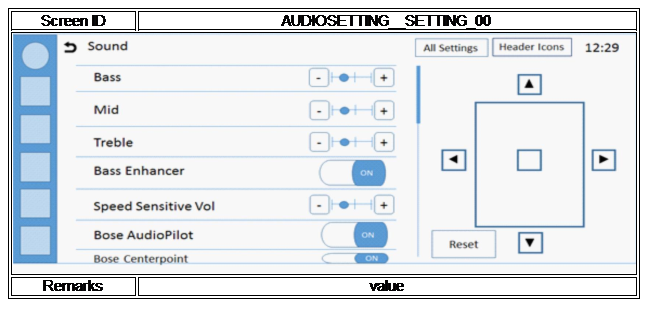 Screen ID AUDIOSETTING__SETTING_00
Sound All Settings Header Icons 12:29
Bass - +
Mid - +
Treble - +
Bass Enhancer ON
Speed Sensitive Vol - +
Bose AudioPilot ON
Reset
Bose Centerpoint ON
Remarks value